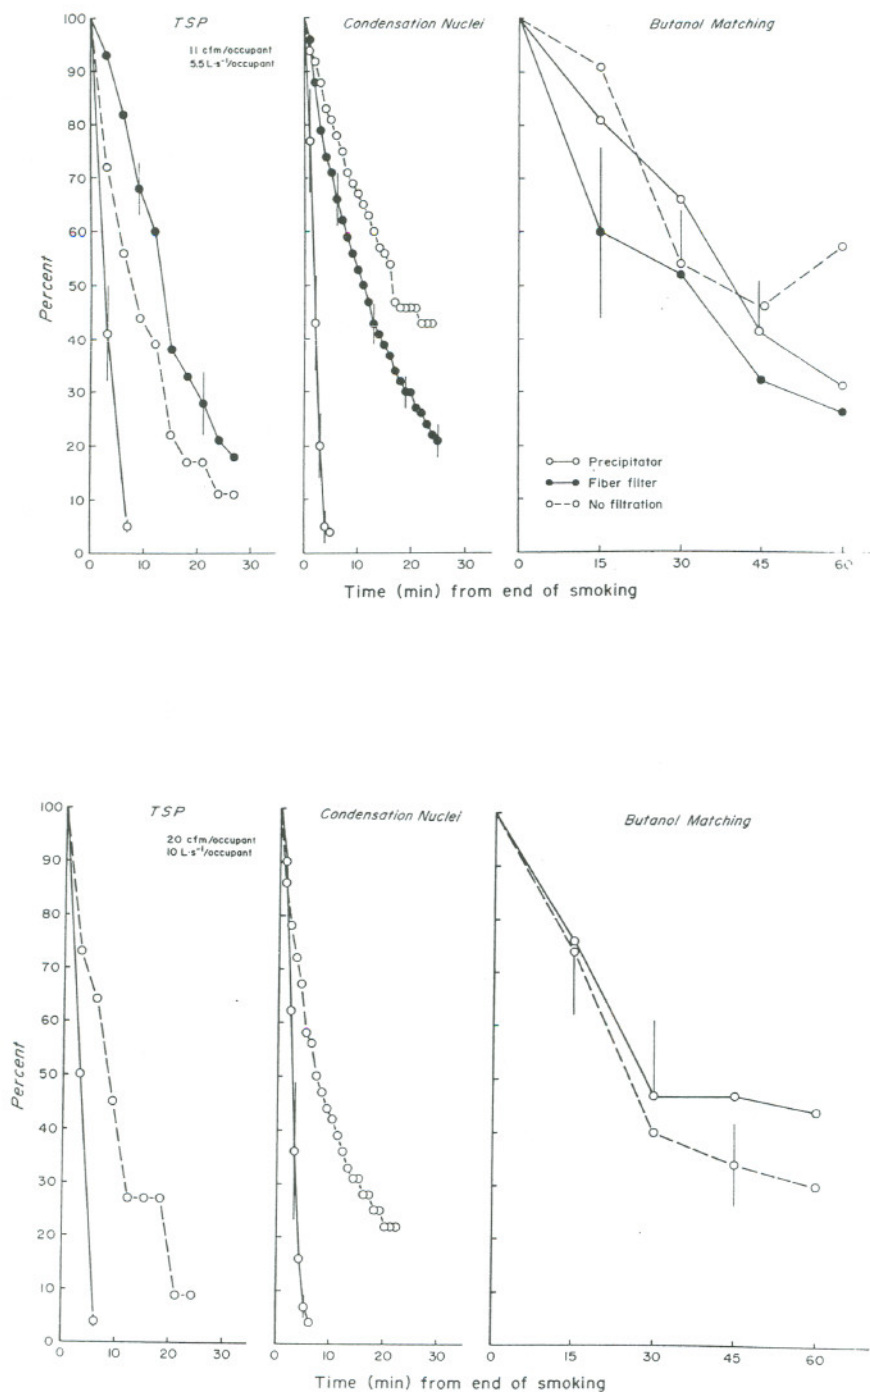 TSP
11 cfm/occupant
5.5 L·s⁻¹/occupant
Condensation Nuclei
Butanol Matching
Percent
100
90
80
70
60
50
40
30
20
10
0
0 10 20 30
0 10 20 30
0 15 30 45 60
Precipitator
Fiber filter
No filtration
Time (min) from end of smoking
TSP
20 cfm/occupant
10 L·s⁻¹/occupant
Condensation Nuclei
Butanol Matching
Percent
100
90
80
70
60
50
40
30
20
10
0
0 10 20 30
0 10 20 30
0 15 30 45 60
Time (min) from end of smoking